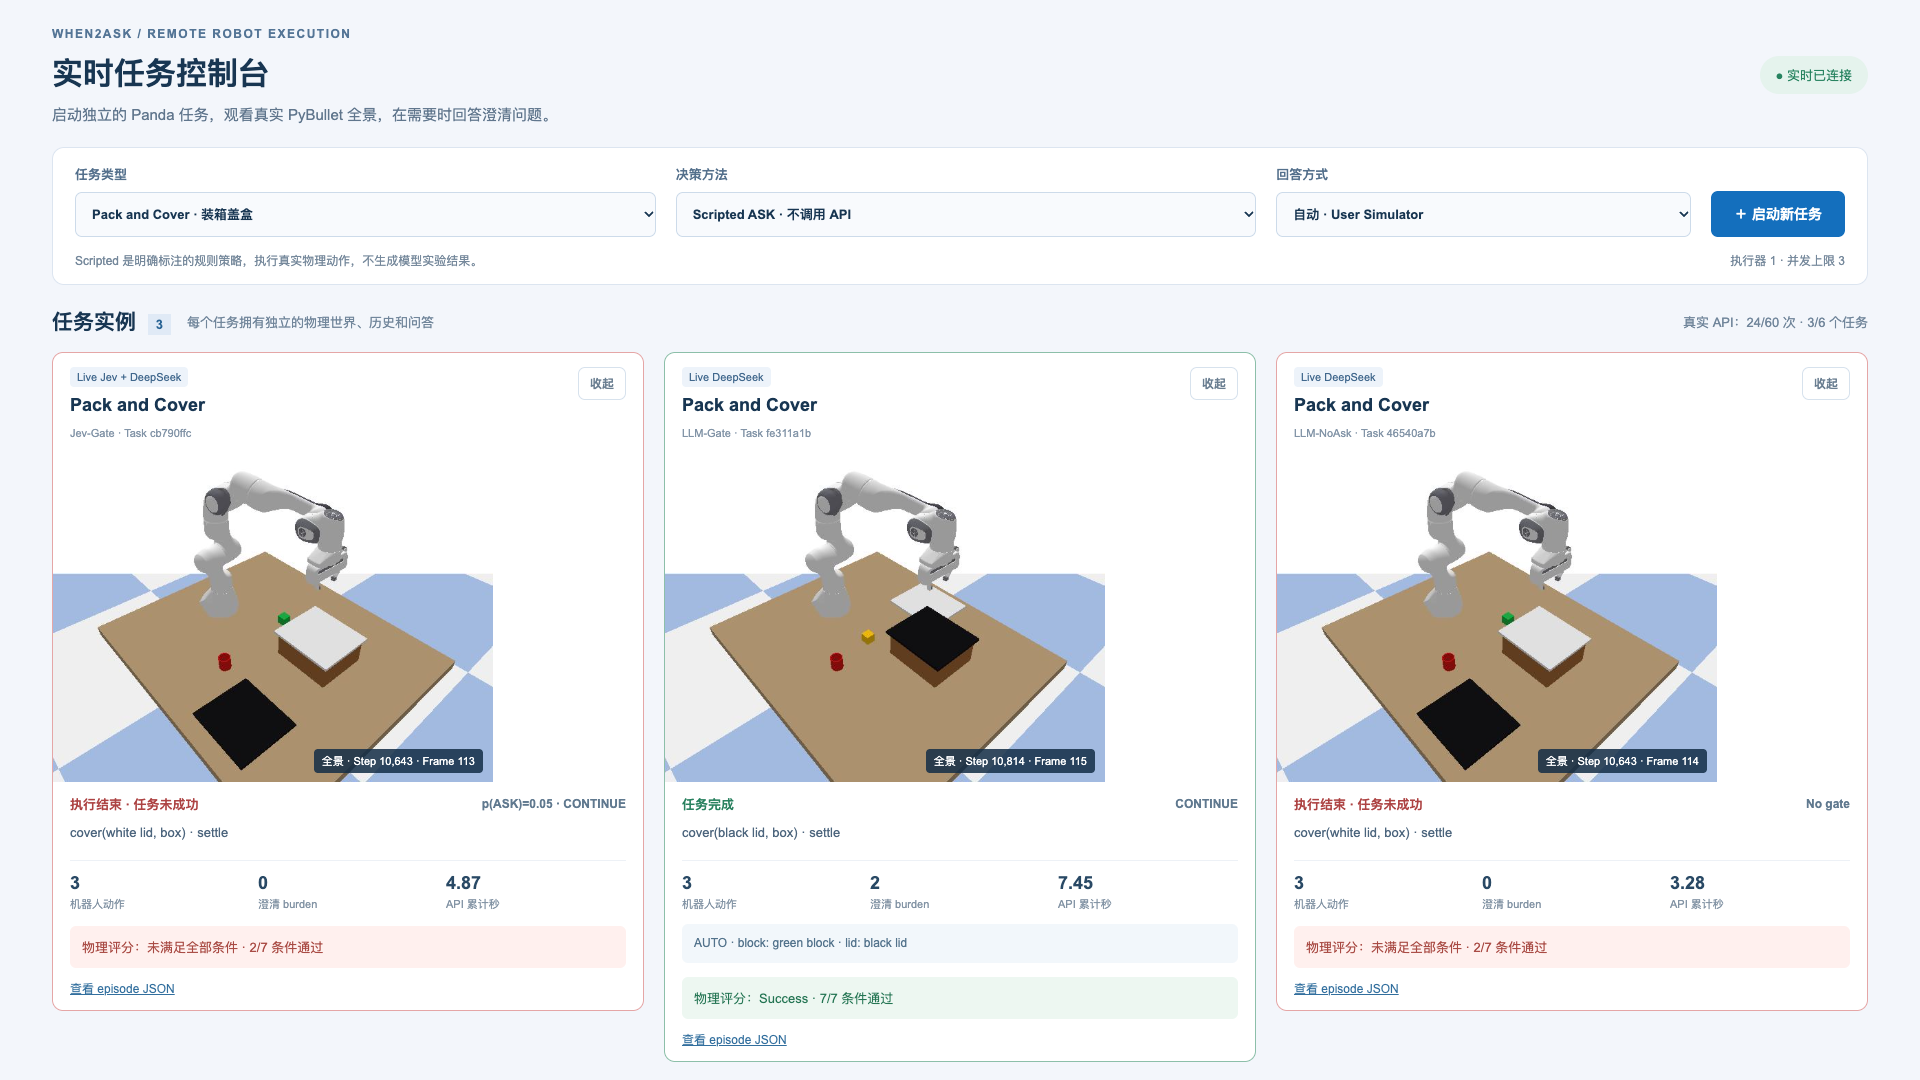 WHEN2ASK / REMOTE ROBOT EXECUTION
实时任务控制台
● 实时已连接
启动独立的 Panda 任务，观看真实 PyBullet 全景，在需要时回答澄清问题。
任务类型
决策方法
回答方式
Pack and Cover · 装箱盖盒
Scripted ASK · 不调用 API
自动 · User Simulator
＋ 启动新任务
Scripted 是明确标注的规则策略，执行真实物理动作，不生成模型实验结果。
执行器 1 · 并发上限 3
任务实例 3 每个任务拥有独立的物理世界、历史和问答
真实 API：24/60 次 · 3/6 个任务
Live Jev + DeepSeek
收起
Pack and Cover
Jev-Gate · Task cb790ffc
全景 · Step 10,643 · Frame 113
执行结束 · 任务未成功
p(ASK)=0.05 · CONTINUE
cover(white lid, box) · settle
3 0 4.87
机器人动作 澄清 burden API 累计秒
物理评分：未满足全部条件 · 2/7 条件通过
查看 episode JSON
Live DeepSeek
收起
Pack and Cover
LLM-Gate · Task fe311a1b
全景 · Step 10,814 · Frame 115
任务完成
CONTINUE
cover(black lid, box) · settle
3 2 7.45
机器人动作 澄清 burden API 累计秒
AUTO · block: green block · lid: black lid
物理评分：Success · 7/7 条件通过
查看 episode JSON
Live DeepSeek
收起
Pack and Cover
LLM-NoAsk · Task 46540a7b
全景 · Step 10,643 · Frame 114
执行结束 · 任务未成功
No gate
cover(white lid, box) · settle
3 0 3.28
机器人动作 澄清 burden API 累计秒
物理评分：未满足全部条件 · 2/7 条件通过
查看 episode JSON